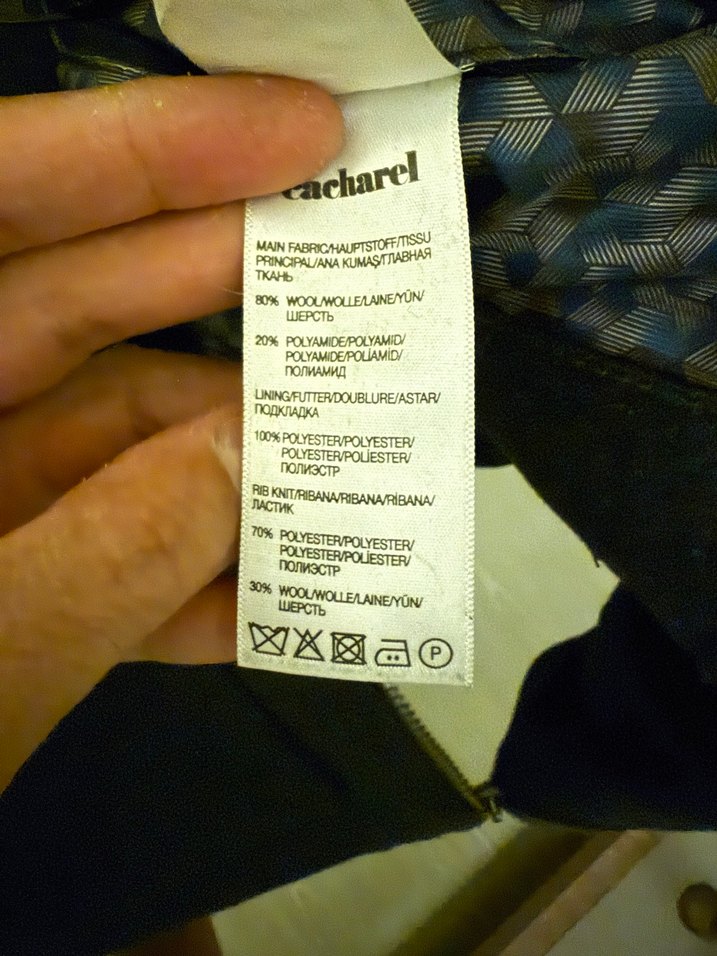 cacharel
MAIN FABRIC/HAUPTSTOFF/TISSU
PRINCIPAL/ANA KUMAŞ/ГЛАВНАЯ
ТКАНЬ
80% WOOL/WOLLE/LAINE/YÜN/
ШЕРСТЬ
20% POLYAMIDE/POLYAMID/
POLYAMIDE/POLİAMİD/
ПОЛИАМИД
LINING/FUTTER/DOUBLURE/ASTAR/
ПОДКЛАДКА
100% POLYESTER/POLYESTER/
POLYESTER/POLİESTER/
ПОЛИЭСТР
RIB KNIT/RIBANA/RIBANA/RİBANA/
ЛАСТИК
70% POLYESTER/POLYESTER/
POLYESTER/POLİESTER/
ПОЛИЭСТР
30% WOOL/WOLLE/LAINE/YÜN/
ШЕРСТЬ
P